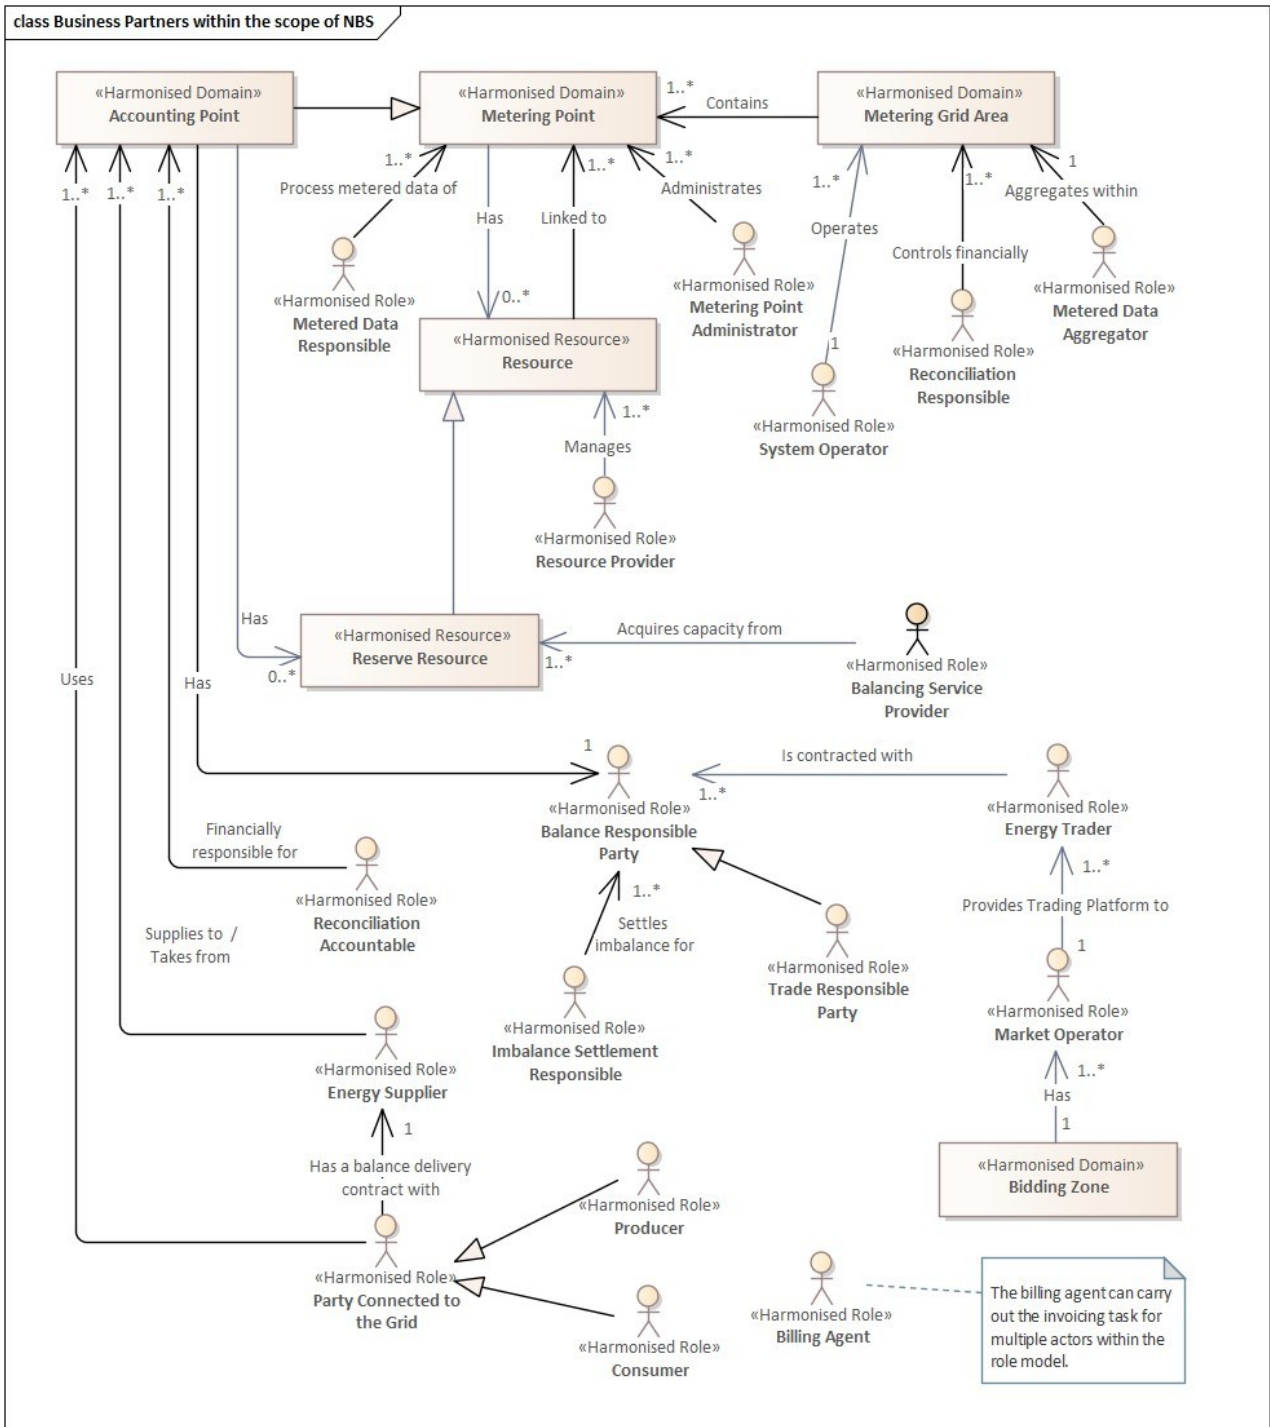 class Business Partners within the scope of NBS
«Harmonised Domain»
Accounting Point
«Harmonised Domain»
Metering Point
1..*
Contains
«Harmonised Domain»
Metering Grid Area
1..*
1..*
1..*
1..*
Process metered data of
1..*
1..*
Administrates
1..*
1..*
1
Aggregates within
Has
Linked to
Operates
Controls financially
«Harmonised Role»
Metered Data
Responsible
0..*
«Harmonised Role»
Metering Point
Administrator
«Harmonised Role»
Metered Data
Aggregator
«Harmonised Resource»
Resource
1
«Harmonised Role»
Reconciliation
Responsible
1..*
«Harmonised Role»
System Operator
Manages
«Harmonised Role»
Resource Provider
Has
0..*
«Harmonised Resource»
Reserve Resource
1..*
Acquires capacity from
«Harmonised Role»
Balancing Service
Provider
Uses
Has
1
Is contracted with
1..*
«Harmonised Role»
Balance Responsible
Party
«Harmonised Role»
Energy Trader
Financially
responsible for
«Harmonised Role»
Reconciliation
Accountable
1..*
Settles
imbalance for
1..*
Provides Trading Platform to
1
Supplies to /
Takes from
«Harmonised Role»
Trade Responsible
Party
«Harmonised Role»
Imbalance Settlement
Responsible
«Harmonised Role»
Market Operator
«Harmonised Role»
Energy Supplier
1..*
Has
1
1
Has a balance delivery
contract with
«Harmonised Domain»
Bidding Zone
«Harmonised Role»
Producer
«Harmonised Role»
Party Connected to
the Grid
«Harmonised Role»
Consumer
«Harmonised Role»
Billing Agent
The billing agent can carry
out the invoicing task for
multiple actors within the
role model.